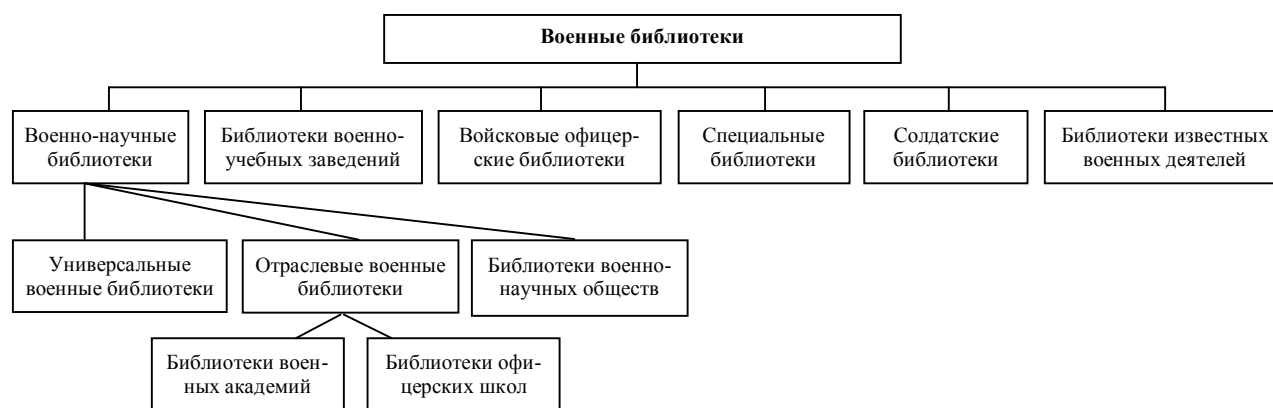 Военные библиотеки
Военно-научные
библиотеки
Библиотеки военно-
учебных заведений
Войсковые офицер-
ские библиотеки
Специальные
библиотеки
Солдатские
библиотеки
Библиотеки известных
военных деятелей
Универсальные
военные библиотеки
Отраслевые военные
библиотеки
Библиотеки военно-
научных обществ
Библиотеки воен-
ных академий
Библиотеки офи-
церских школ